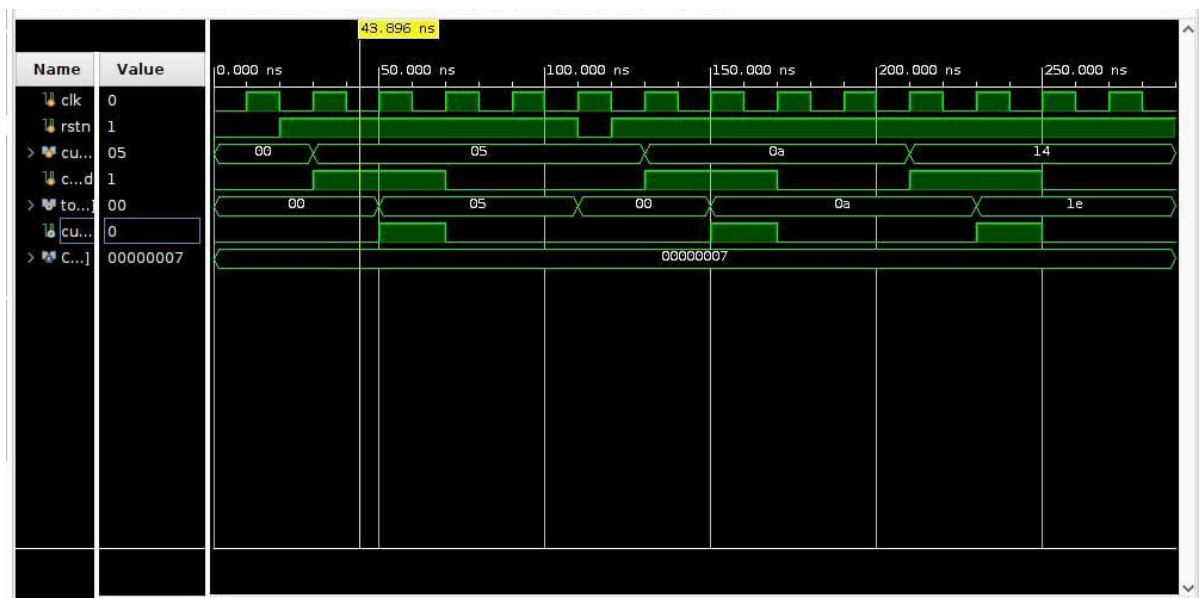 43.896 ns
Name Value 0.000 ns 50.000 ns 100.000 ns 150.000 ns 200.000 ns 250.000 ns
clk 0
rstn 1
> cu... 05 00 05 0a 14
c...d 1
> to...] 00 00 05 00 0a 1e
cu... 0
> C...] 00000007 00000007